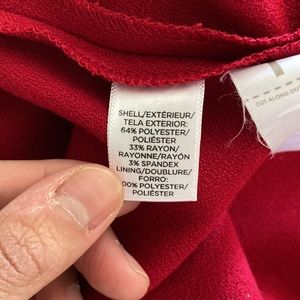 SHELL/EXTÉRIEUR/
TELA EXTERIOR:
64% POLYESTER/
POLIÉSTER
33% RAYON/
RAYONNE/RAYÓN
3% SPANDEX
LINING/DOUBLURE/
FORRO:
100% POLYESTER/
POLIÉSTER
CUT ALONG DOT